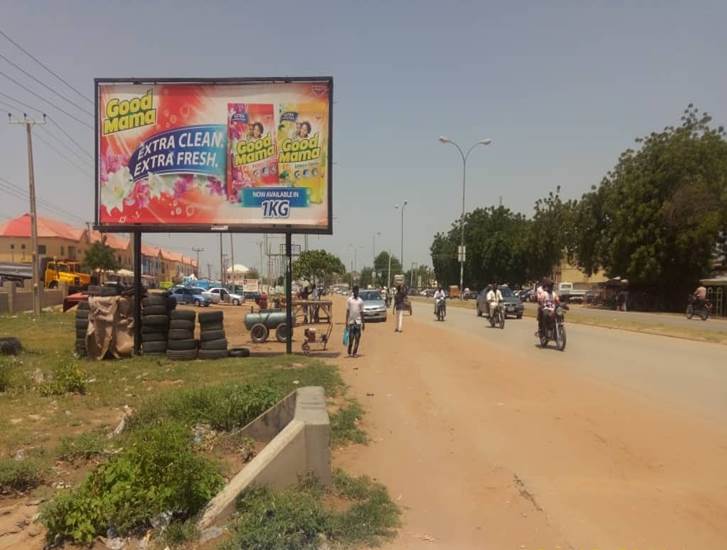 Good
Mama
EXTRA CLEAN.
EXTRA FRESH.
Good
Mama
Good
Mama
NOW AVAILABLE IN
1KG